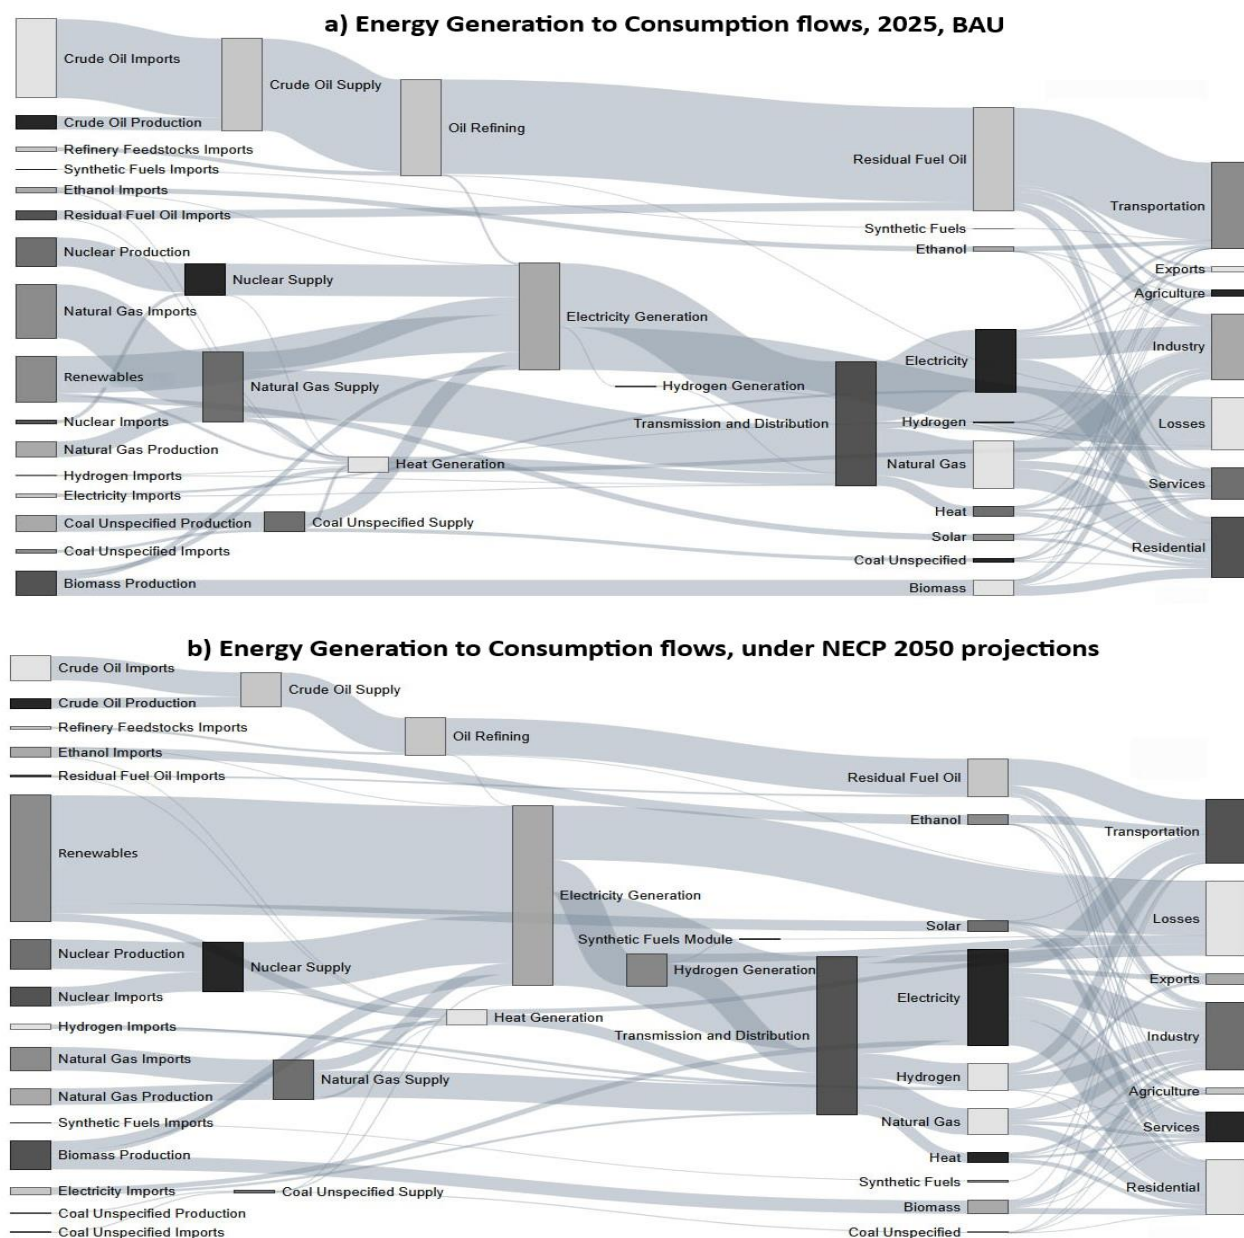 a) Energy Generation to Consumption flows, 2025, BAU
Crude Oil Imports
Crude Oil Supply
Oil Refining
Crude Oil Production
Refinery Feedstocks Imports
Synthetic Fuels Imports
Ethanol Imports
Residual Fuel Oil Imports
Residual Fuel Oil
Transportation
Synthetic Fuels
Ethanol
Nuclear Production
Nuclear Supply
Exports
Agriculture
Natural Gas Imports
Electricity Generation
Industry
Electricity
Renewables
Natural Gas Supply
Hydrogen Generation
Nuclear Imports
Transmission and Distribution
Hydrogen
Losses
Natural Gas Production
Heat Generation
Natural Gas
Hydrogen Imports
Services
Electricity Imports
Heat
Coal Unspecified Production
Coal Unspecified Supply
Solar
Coal Unspecified Imports
Coal Unspecified
Residential
Biomass Production
Biomass
b) Energy Generation to Consumption flows, under NECP 2050 projections
Crude Oil Imports
Crude Oil Supply
Crude Oil Production
Refinery Feedstocks Imports
Oil Refining
Ethanol Imports
Residual Fuel Oil Imports
Residual Fuel Oil
Ethanol
Transportation
Renewables
Electricity Generation
Losses
Solar
Synthetic Fuels Module
Nuclear Production
Nuclear Supply
Hydrogen Generation
Exports
Nuclear Imports
Electricity
Heat Generation
Hydrogen Imports
Transmission and Distribution
Industry
Natural Gas Imports
Natural Gas Supply
Hydrogen
Natural Gas Production
Agriculture
Synthetic Fuels Imports
Natural Gas
Services
Biomass Production
Heat
Electricity Imports
Coal Unspecified Supply
Synthetic Fuels
Residential
Coal Unspecified Production
Biomass
Coal Unspecified Imports
Coal Unspecified